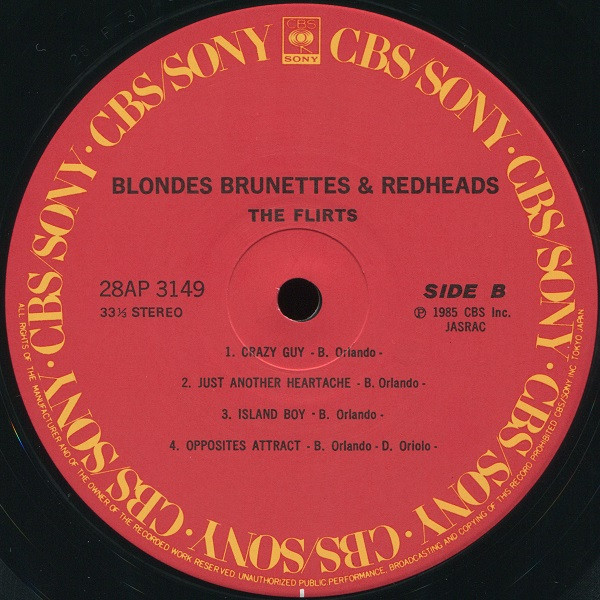 CBS
SONY
CBS/SONY · CBS/SONY · CBS/SONY · CBS/SONY · CBS/SONY · CBS/SONY · CBS/SONY · CBS/SONY
BLONDES BRUNETTES & REDHEADS
THE FLIRTS
28AP 3149
33⅓ STEREO
SIDE B
Ⓟ 1985 CBS Inc.
JASRAC
1. CRAZY GUY - B. Orlando -
2. JUST ANOTHER HEARTACHE - B. Orlando -
3. ISLAND BOY - B. Orlando -
4. OPPOSITES ATTRACT - B. Orlando - D. Oriolo -
ALL RIGHTS OF THE MANUFACTURER AND OF THE OWNER OF THE RECORDED WORK RESERVED. UNAUTHORIZED PUBLIC PERFORMANCE, BROADCASTING AND COPYING OF THIS RECORD PROHIBITED CBS/SONY INC. TOKYO JAPAN